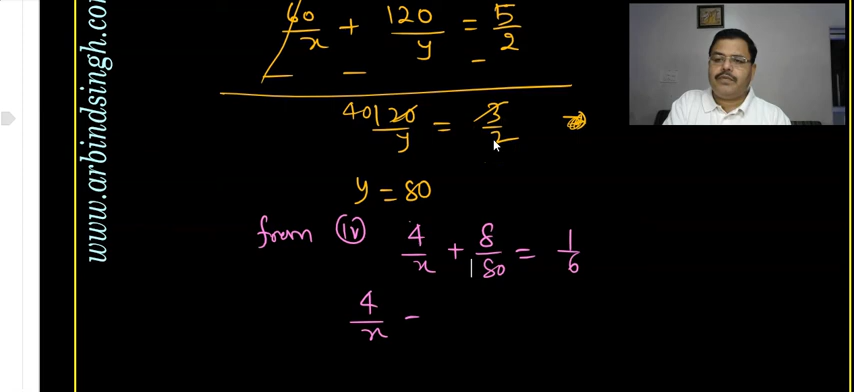 www.arbindsingh.co
60/x + 120/y = 5/2
- - -
40 120/y = 3/2
y = 80
from (iv) 4/x + 8/80 = 1/6
4/x =